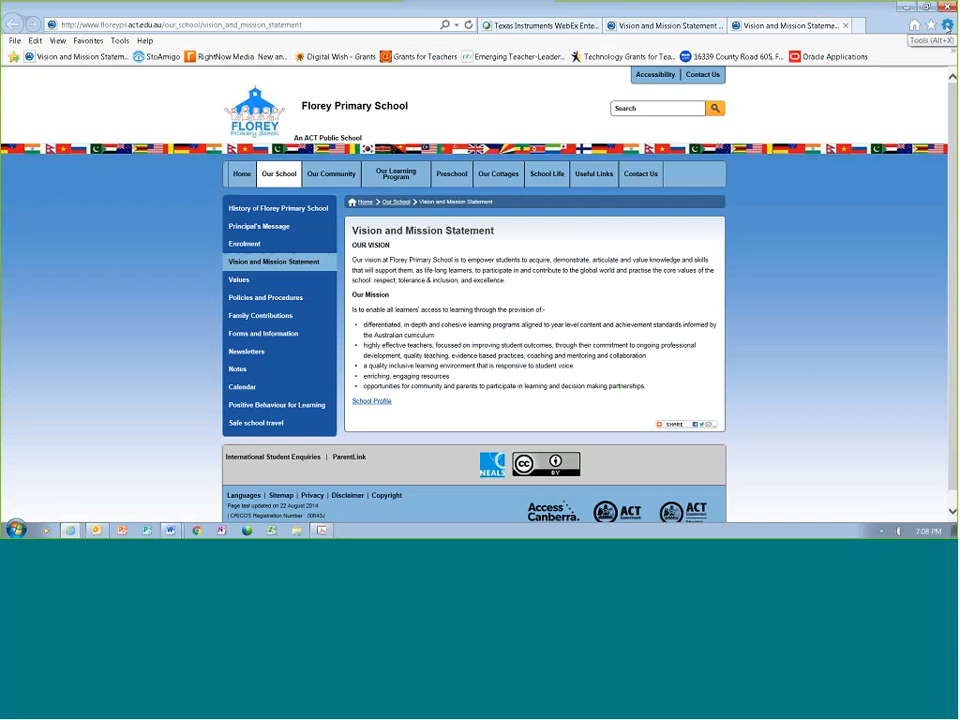 http://www.floreyps.act.edu.au/our_school/vision_and_mission_statement
Texas Instruments WebEx Ente...
Vision and Mission Statement ...
Vision and Mission Stateme...
File Edit View Favorites Tools Help
Tools (Alt+X)
Vision and Mission Statem...
StoAmigo
RightNow Media New an...
Digital Wish - Grants
Grants for Teachers
Emerging Teacher-Leader...
Technology Grants for Tea...
16339 County Road 605, F...
Oracle Applications
Accessibility | Contact Us
FLOREY
Primary School
Florey Primary School
An ACT Public School
Search
Home
Our School
Our Community
Our Learning
Program
Preschool
Our Cottages
School Life
Useful Links
Contact Us
History of Florey Primary School
Principal's Message
Enrolment
Vision and Mission Statement
Values
Policies and Procedures
Family Contributions
Forms and Information
Newsletters
Notes
Calendar
Positive Behaviour for Learning
Safe school travel
Home > Our School > Vision and Mission Statement
Vision and Mission Statement
OUR VISION
Our vision at Florey Primary School is to empower students to acquire, demonstrate, articulate and value knowledge and skills
that will support them, as life-long learners, to participate in and contribute to the global world and practise the core values of the
school: respect, tolerance & inclusion, and excellence.
Our Mission
Is to enable all learners' access to learning through the provision of:-
• differentiated, in-depth and cohesive learning programs aligned to year level content and achievement standards informed by
the Australian curriculum
• highly effective teachers, focussed on improving student outcomes, through their commitment to ongoing professional
development, quality teaching, evidence based practices, coaching and mentoring and collaboration
• a quality inclusive learning environment that is responsive to student voice
• enriching, engaging resources
• opportunities for community and parents to participate in learning and decision making partnerships.
School Profile
SHARE
International Student Enquiries | ParentLink
NEALS
cc BY
Languages | Sitemap | Privacy | Disclaimer | Copyright
Page last updated on 22 August 2014
| CRICOS Registration Number : 00643J
Access
Canberra.
ACT
Government
ACT
7:08 PM